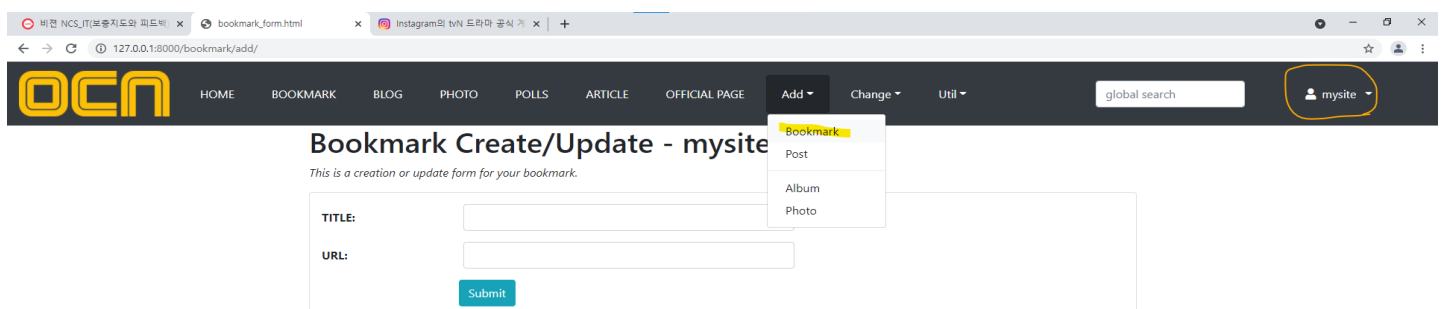 비젼 NCS_IT(보충지도와 피드백)
bookmark_form.html
Instagram의 tvN 드라마 공식 계
127.0.0.1:8000/bookmark/add/
OCN HOME BOOKMARK BLOG PHOTO POLLS ARTICLE OFFICIAL PAGE Add Change Util global search mysite
Bookmark
Post
Album
Photo
Bookmark Create/Update - mysite
This is a creation or update form for your bookmark.
TITLE:
URL:
Submit